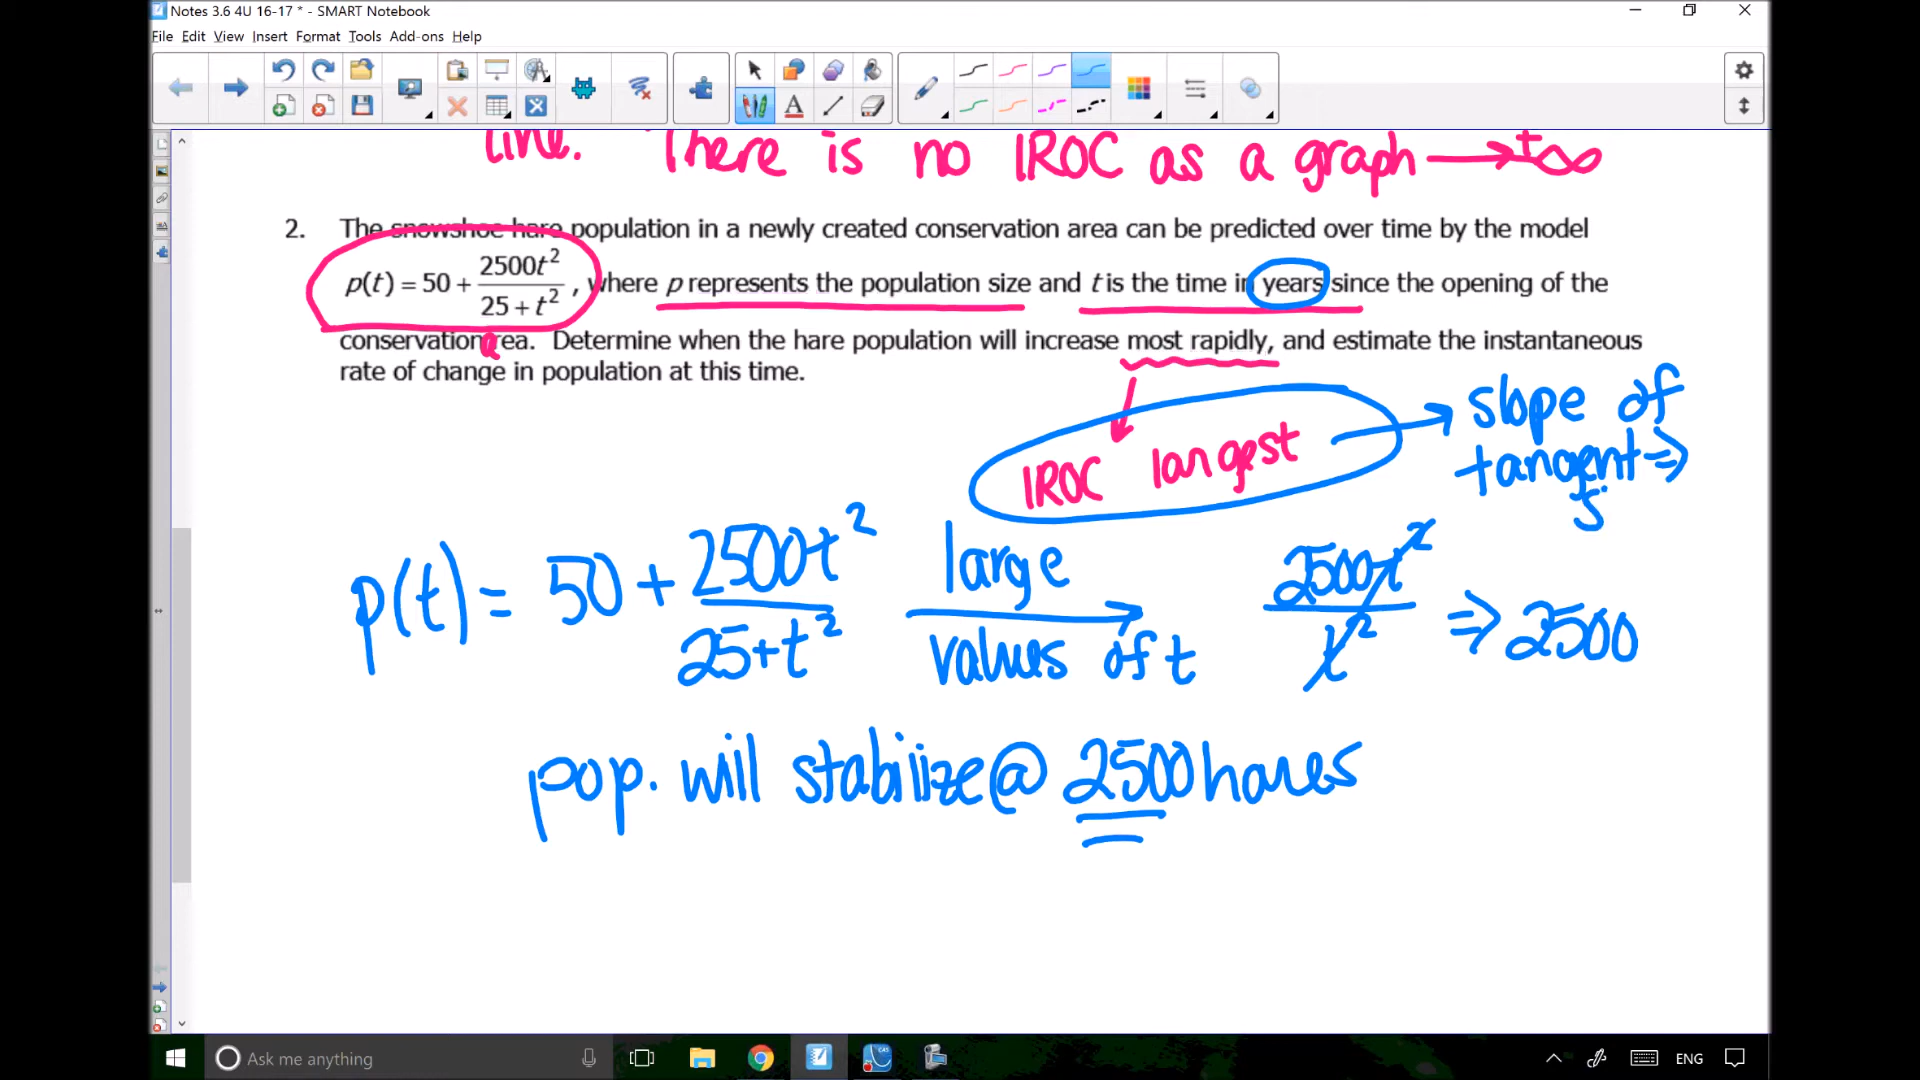 Notes 3.6 4U 16-17 * - SMART Notebook
File Edit View Insert Format Tools Add-ons Help
line. There is no IROC as a graph → +∞
2. The snowshoe hare population in a newly created conservation area can be predicted over time by the model
p(t) = 50 + 2500t² / 25 + t² , where p represents the population size and t is the time in years since the opening of the
conservation area. Determine when the hare population will increase most rapidly, and estimate the instantaneous
rate of change in population at this time.
IROC largest → slope of
tangent ⇒
s
p(t) = 50 + 2500t² / 25+t² large values of t → 2500t² / t² ⇒ 2500
pop. will stabilize @ 2500 hares
Ask me anything
ENG